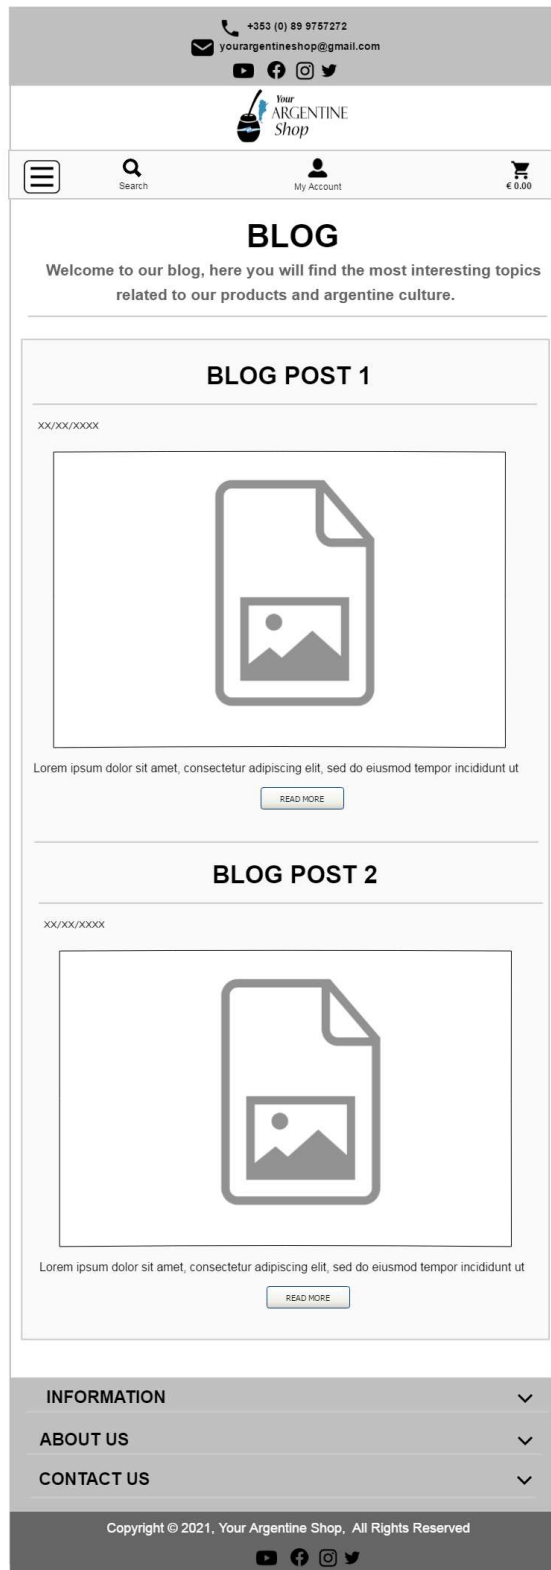 +353 (0) 89 9757272
yourargentineshop@gmail.com
Your
ARGENTINE
Shop
Search
My Account
€ 0.00
BLOG
Welcome to our blog, here you will find the most interesting topics
related to our products and argentine culture.
BLOG POST 1
XX/XX/XXXX
Lorem ipsum dolor sit amet, consectetur adipiscing elit, sed do eiusmod tempor incididunt ut
READ MORE
BLOG POST 2
XX/XX/XXXX
Lorem ipsum dolor sit amet, consectetur adipiscing elit, sed do eiusmod tempor incididunt ut
READ MORE
INFORMATION
ABOUT US
CONTACT US
Copyright © 2021, Your Argentine Shop, All Rights Reserved